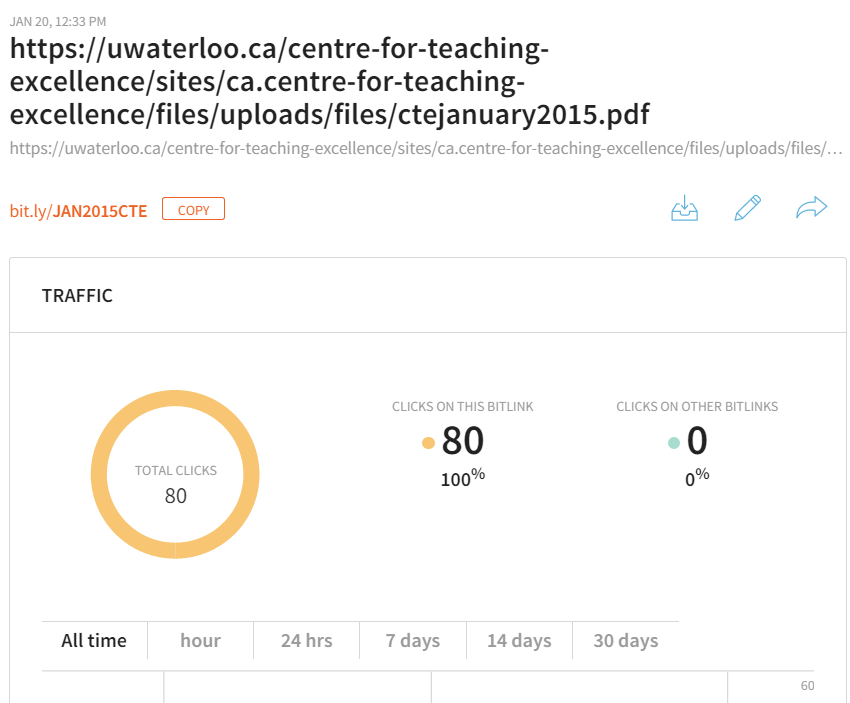 JAN 20, 12:33 PM
https://uwaterloo.ca/centre-for-teaching-
excellence/sites/ca.centre-for-teaching-
excellence/files/uploads/files/ctejanuary2015.pdf
https://uwaterloo.ca/centre-for-teaching-excellence/sites/ca.centre-for-teaching-excellence/files/uploads/files/…
bit.ly/JAN2015CTE COPY
TRAFFIC
TOTAL CLICKS
80
CLICKS ON THIS BITLINK
80
100%
CLICKS ON OTHER BITLINKS
0
0%
All time hour 24 hrs 7 days 14 days 30 days
60